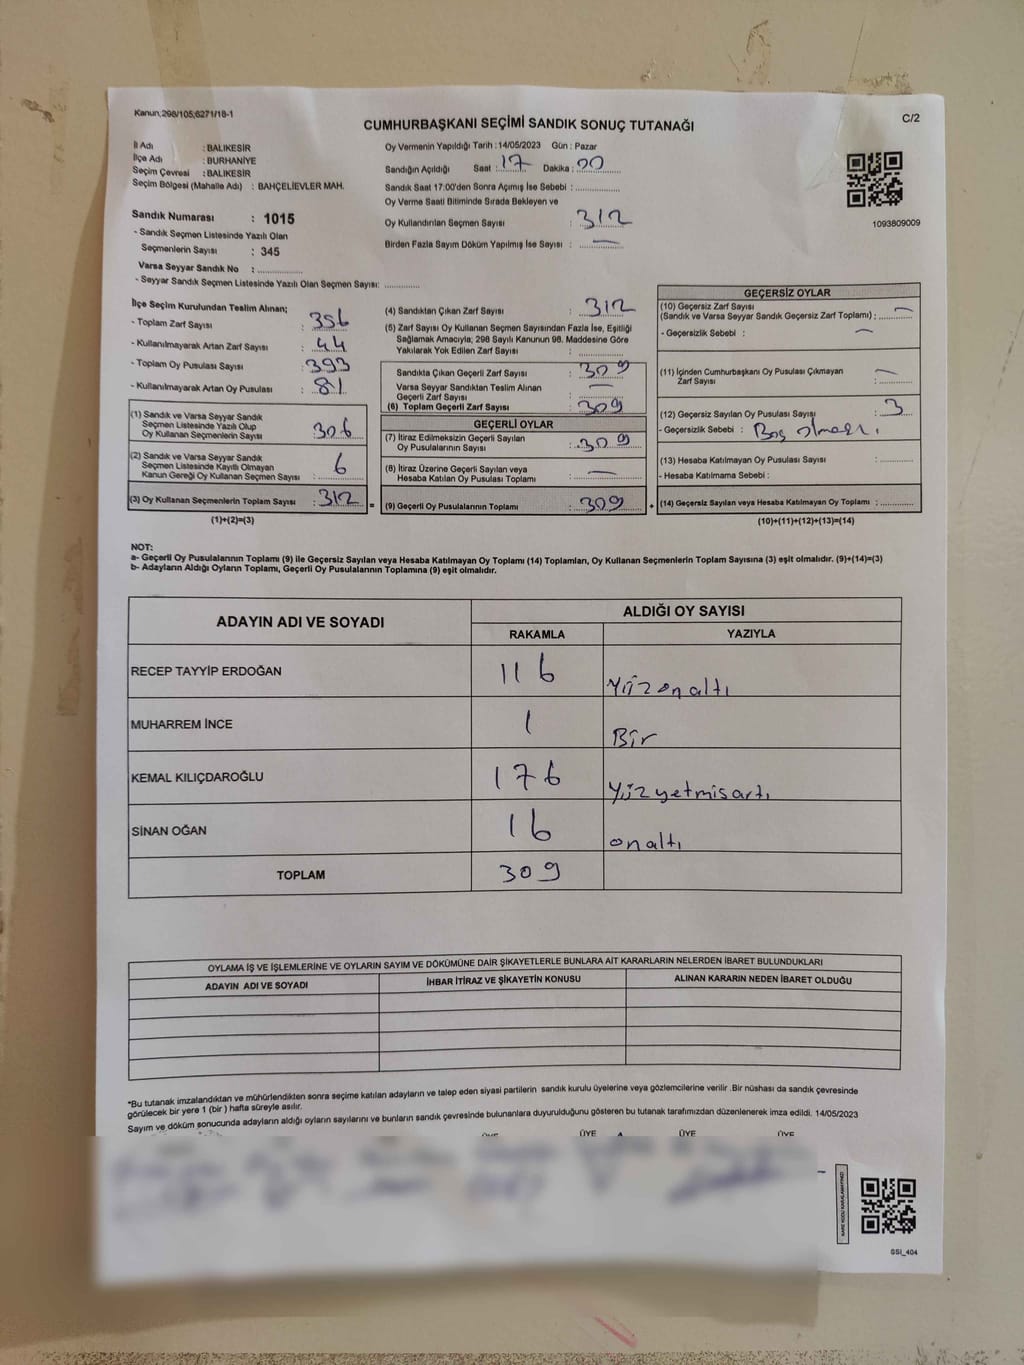 Kanun;298/105;6271/18-1
CUMHURBAŞKANI SEÇİMİ SANDIK SONUÇ TUTANAĞI
C/2
İl Adı : BALIKESİR
İlçe Adı : BURHANİYE
Seçim Çevresi : BALIKESİR
Seçim Bölgesi (Mahalle Adı) : BAHÇELİEVLER MAH.
Sandık Numarası : 1015
- Sandık Seçmen Listesinde Yazılı Olan
Seçmenlerin Sayısı : 345
Varsa Seyyar Sandık No : ..............
- Seyyar Sandık Seçmen Listesinde Yazılı Olan Seçmen Sayısı: ..............
Oy Vermenin Yapıldığı Tarih :14/05/2023 Gün : Pazar
Sandığın Açıldığı Saat : 17 Dakika : 00
Sandık Saat 17:00'den Sonra Açılmış İse Sebebi : ..............
Oy Verme Saati Bitiminde Sırada Bekleyen ve
Oy Kullandırılan Seçmen Sayısı : 312
Birden Fazla Sayım Döküm Yapılmış İse Sayısı : —
1093809009
İlçe Seçim Kurulundan Teslim Alınan;
- Toplam Zarf Sayısı : 356
- Kullanılmayarak Artan Zarf Sayısı : 44
- Toplam Oy Pusulası Sayısı : 393
- Kullanılmayarak Artan Oy Pusulası : 81
(1) Sandık ve Varsa Seyyar Sandık
Seçmen Listesinde Yazılı Olup
Oy Kullanan Seçmenlerin Sayısı 306
(2) Sandık ve Varsa Seyyar Sandık
Seçmen Listesinde Kayıtlı Olmayan
Kanun Gereği Oy Kullanan Seçmen Sayısı : 6
(3) Oy Kullanan Seçmenlerin Toplam Sayısı : 312 =
(1)+(2)=(3)
(4) Sandıktan Çıkan Zarf Sayısı : 312
(5) Zarf Sayısı Oy Kullanan Seçmen Sayısından Fazla İse, Eşitliği
Sağlamak Amacıyla; 298 Sayılı Kanunun 98. Maddesine Göre
Yakılarak Yok Edilen Zarf Sayısı : ..............
Sandıkta Çıkan Geçerli Zarf Sayısı : 309
Varsa Seyyar Sandıktan Teslim Alınan
Geçerli Zarf Sayısı : —
(6) Toplam Geçerli Zarf Sayısı : 309
GEÇERLİ OYLAR
(7) İtiraz Edilmeksizin Geçerli Sayılan
Oy Pusulalarının Sayısı : 309
(8) İtiraz Üzerine Geçerli Sayılan veya
Hesaba Katılan Oy Pusulası Toplamı : —
(9) Geçerli Oy Pusulalarının Toplamı : 309 +
GEÇERSİZ OYLAR
(10) Geçersiz Zarf Sayısı
(Sandık ve Varsa Seyyar Sandık Geçersiz Zarf Toplamı) : —
- Geçersizlik Sebebi : —
(11) İçinden Cumhurbaşkanı Oy Pusulası Çıkmayan
Zarf Sayısı : —
(12) Geçersiz Sayılan Oy Pusulası Sayısı : 3
- Geçersizlik Sebebi : Boş olması.
(13) Hesaba Katılmayan Oy Pusulası Sayısı : ..............
- Hesaba Katılmama Sebebi :
(14) Geçersiz Sayılan veya Hesaba Katılmayan Oy Toplamı : ..............
(10)+(11)+(12)+(13)=(14)
NOT:
a- Geçerli Oy Pusulalarının Toplamı (9) ile Geçersiz Sayılan veya Hesaba Katılmayan Oy Toplamı (14) Toplamları, Oy Kullanan Seçmenlerin Toplam Sayısına (3) eşit olmalıdır. (9)+(14)=(3)
b- Adayların Aldığı Oyların Toplamı, Geçerli Oy Pusulalarının Toplamına (9) eşit olmalıdır.
ADAYIN ADI VE SOYADI
ALDIĞI OY SAYISI
RAKAMLA YAZIYLA
RECEP TAYYİP ERDOĞAN 116 Yüzonaltı
MUHARREM İNCE 1 Bir
KEMAL KILIÇDAROĞLU 176 Yüzyetmisartı
SİNAN OĞAN 16 onaltı
TOPLAM 309
OYLAMA İŞ VE İŞLEMLERİNE VE OYLARIN SAYIM VE DÖKÜMÜNE DAİR ŞİKAYETLERLE BUNLARA AİT KARARLARIN NELERDEN İBARET BULUNDUKLARI
ADAYIN ADI VE SOYADI İHBAR İTİRAZ VE ŞİKAYETİN KONUSU ALINAN KARARIN NEDEN İBARET OLDUĞU
*Bu tutanak imzalandıktan ve mühürlendikten sonra seçime katılan adayların ve talep eden siyasi partilerin sandık kurulu üyelerine veya gözlemcilerine verilir .Bir nüshası da sandık çevresinde
görülecek bir yere 1 (bir ) hafta süreyle asılır.
Sayım ve döküm sonucunda adayların aldığı oyların sayılarını ve bunların sandık çevresinde bulunanlara duyurulduğunu gösteren bu tutanak tarafımızdan düzenlenerek imza edildi. 14/05/2023
ÜYE ÜYE ÜYE ÜYE
SSİ_404